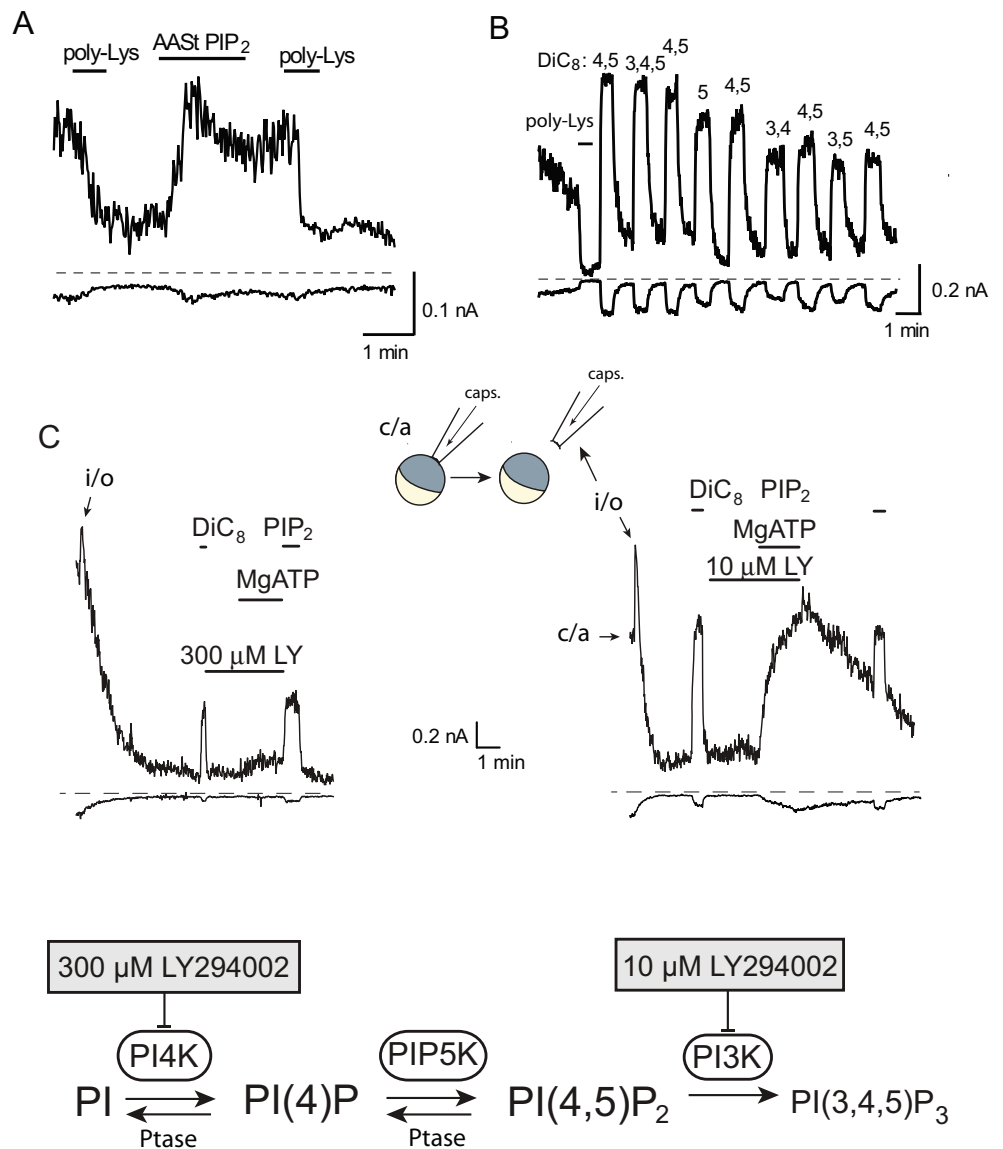 A
poly-Lys
AASt PIP2
poly-Lys
0.1 nA
1 min
B
DiC8: 4,5 3,4,5 4,5 5 4,5 3,4 4,5 3,5 4,5
poly-Lys
0.2 nA
1 min
C
c/a
caps.
caps.
i/o
i/o
DiC8 PIP2
MgATP
300 µM LY
0.2 nA
1 min
DiC8 PIP2
MgATP
10 µM LY
c/a
300 µM LY294002
10 µM LY294002
PI4K
PIP5K
PI3K
PI
PI(4)P
PI(4,5)P2
PI(3,4,5)P3
Ptase
Ptase